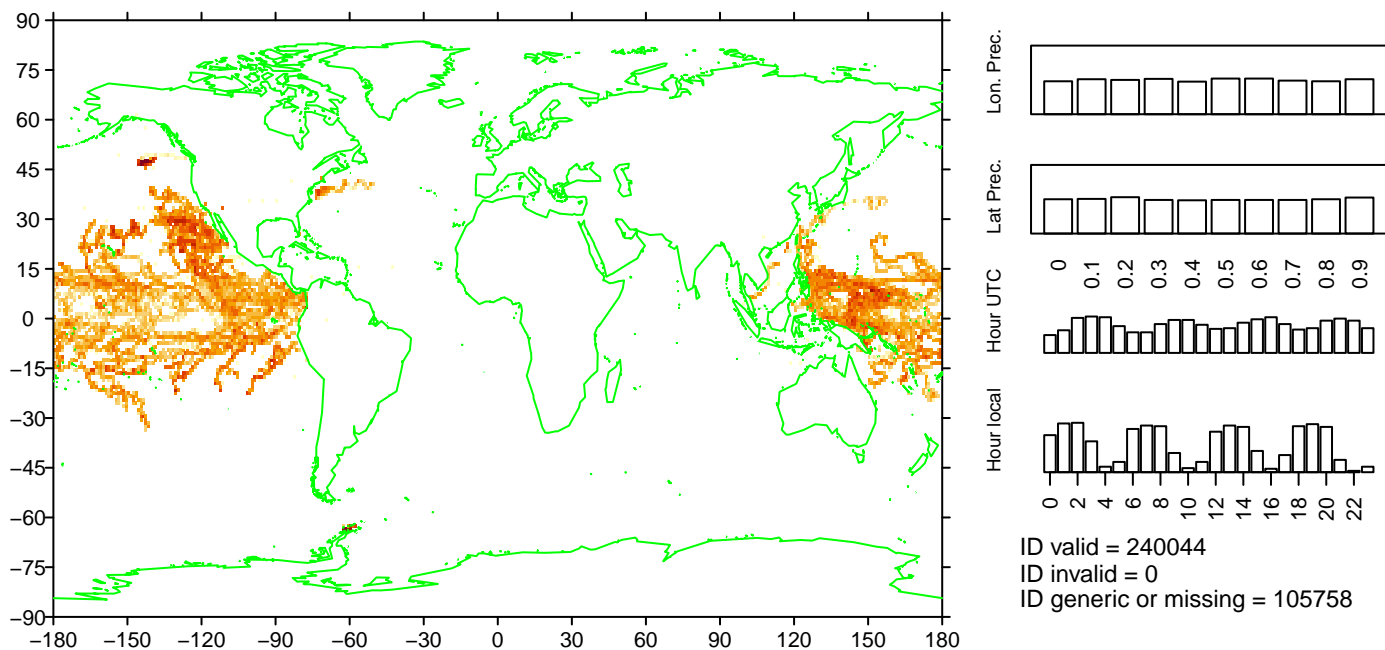 90
75
60
45
30
15
0
−15
−30
−45
−60
−75
−90
−180 −150 −120 −90 −60 −30 0 30 60 90 120 150 180
Lon. Prec.
Lat Prec.
0 0.1 0.2 0.3 0.4 0.5 0.6 0.7 0.8 0.9
Hour UTC
Hour local
0 2 4 6 8 10 12 14 16 18 20 22
ID valid = 240044
ID invalid = 0
ID generic or missing = 105758